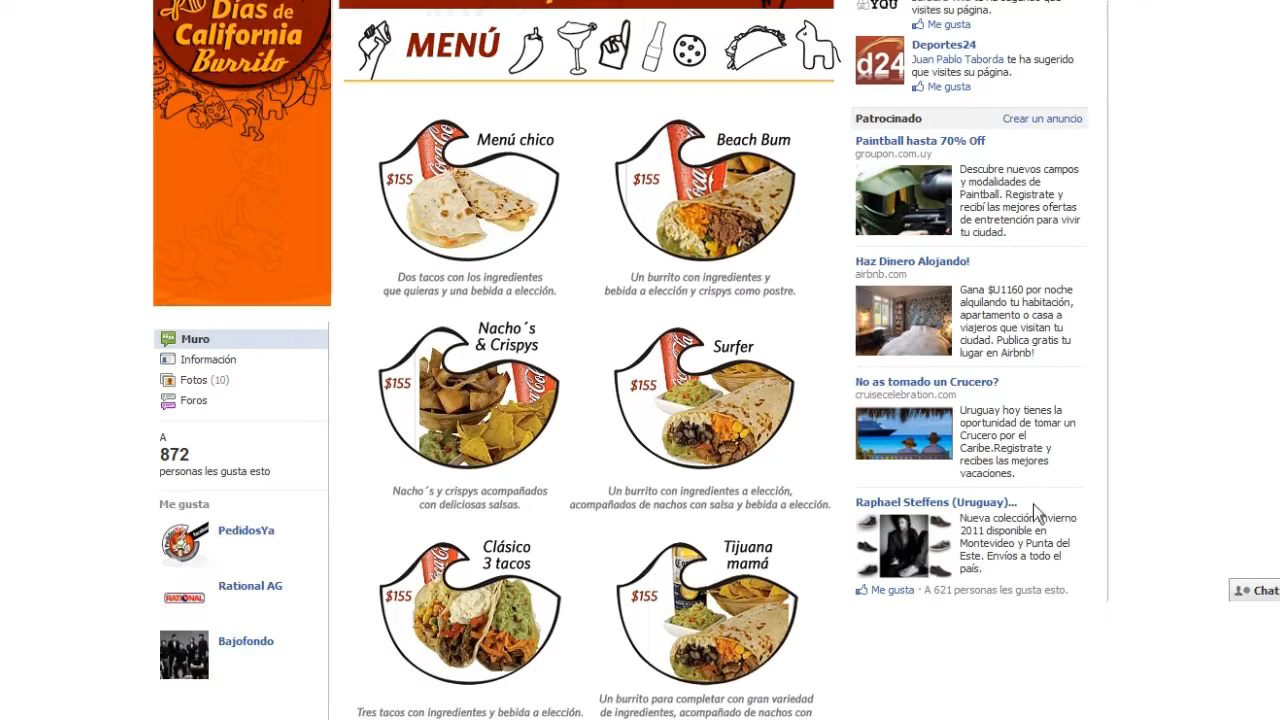 Días de
California
Burrito
Muro
Información
Fotos (10)
Foros
A
872
personas les gusta esto
Me gusta
PedidosYa
RATIONAL
Rational AG
Bajofondo
MENÚ
Menú chico
$155
Dos tacos con los ingredientes
que quieras y una bebida a elección.
Beach Bum
$155
Un burrito con ingredientes y
bebida a elección y crispys como postre.
Nacho´s
& Crispys
$155
Nacho´s y crispys acompañados
con deliciosas salsas.
Surfer
$155
Un burrito con ingredientes a elección,
acompañados de nachos con salsa y bebida a elección.
Clásico
3 tacos
$155
Tres tacos con ingredientes y bebida a elección.
Tijuana
mamá
$155
Un burrito para completar con gran variedad
de ingredientes, acompañado de nachos con
YOU
visites su página.
Me gusta
d24
Deportes24
Juan Pablo Taborda te ha sugerido
que visites su página.
Me gusta
Patrocinado
Crear un anuncio
Paintball hasta 70% Off
groupon.com.uy
Descubre nuevos campos
y modalidades de
Paintball. Registrate y
recibí las mejores ofertas
de entretención para vivir
tu ciudad.
Haz Dinero Alojando!
airbnb.com
Gana $U1160 por noche
alquilando tu habitación,
apartamento o casa a
viajeros que visitan tu
ciudad. Publica gratis tu
lugar en Airbnb!
No as tomado un Crucero?
cruisecelebration.com
Uruguay hoy tienes la
oportunidad de tomar un
Crucero por el
Caribe.Registrate y
recibes las mejores
vacaciones.
Raphael Steffens (Uruguay)...
Nueva colección invierno
2011 disponible en
Montevideo y Punta del
Este. Envíos a todo el
país.
Me gusta · A 621 personas les gusta esto.
Chat